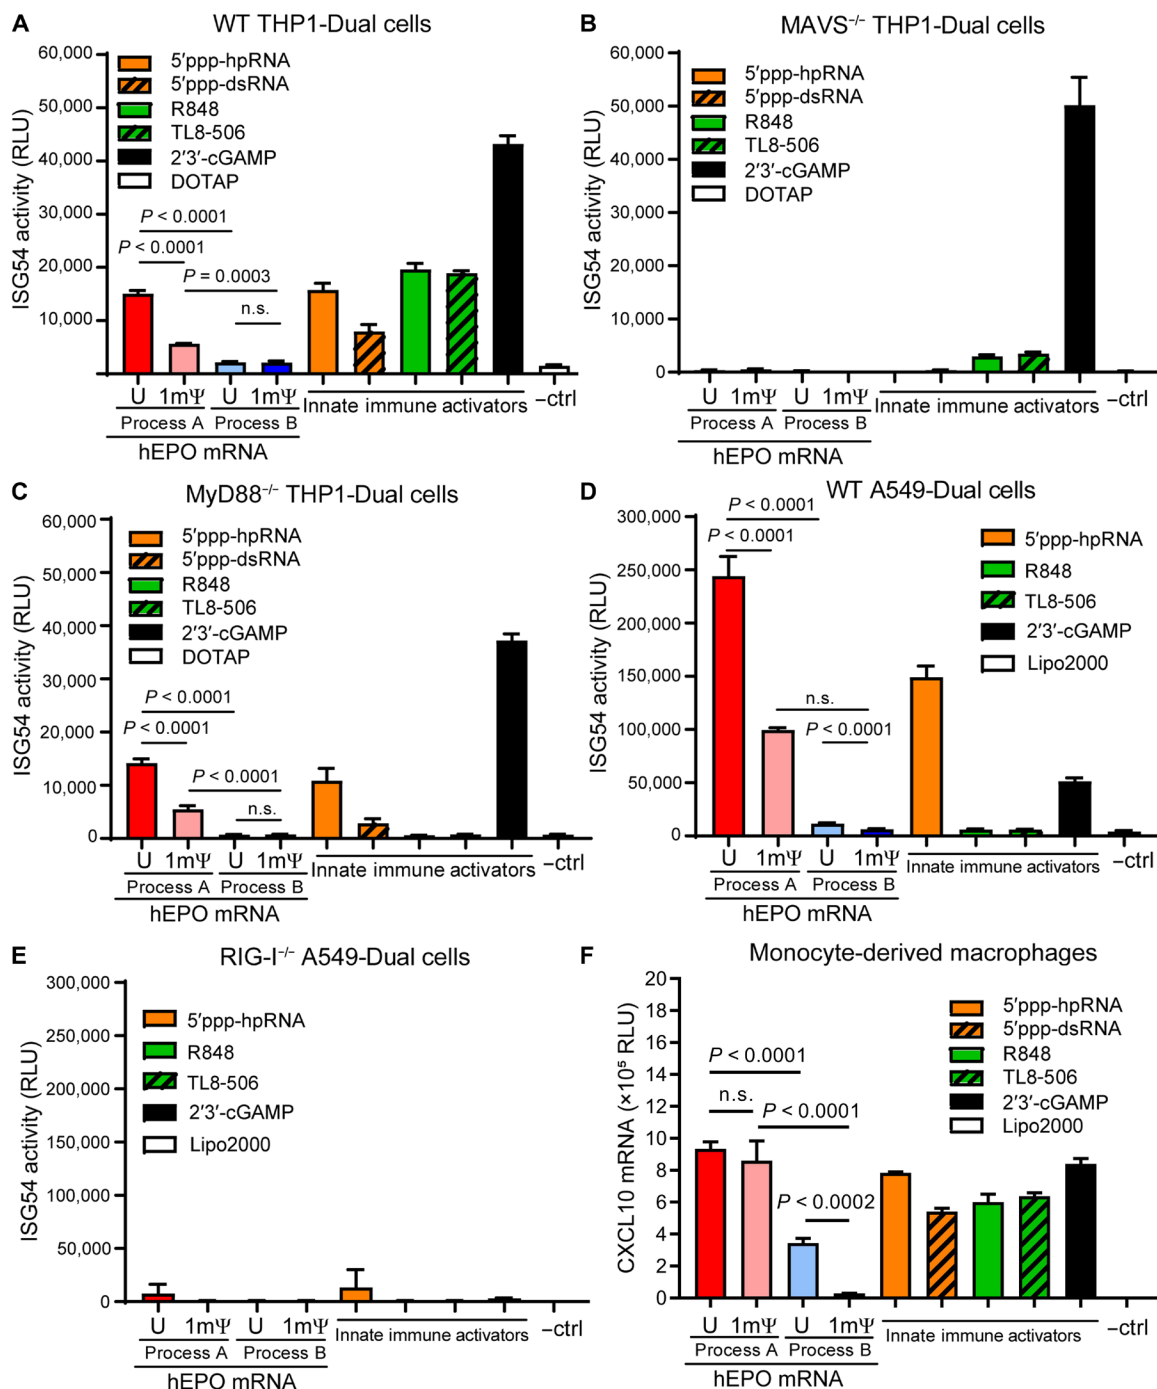 A
WT THP1-Dual cells
ISG54 activity (RLU)
60,000
50,000
40,000
30,000
20,000
10,000
5′ppp-hpRNA
5′ppp-dsRNA
R848
TL8-506
2′3′-cGAMP
DOTAP
P < 0.0001
P < 0.0001
P = 0.0003
n.s.
U 1mΨ U 1mΨ
Innate immune activators
−ctrl
Process A Process B
hEPO mRNA
B
MAVS−/− THP1-Dual cells
ISG54 activity (RLU)
60,000
50,000
40,000
30,000
20,000
10,000
0
5′ppp-hpRNA
5′ppp-dsRNA
R848
TL8-506
2′3′-cGAMP
DOTAP
U 1mΨ U 1mΨ
Innate immune activators
−ctrl
Process A Process B
hEPO mRNA
C
MyD88−/− THP1-Dual cells
ISG54 activity (RLU)
60,000
50,000
40,000
30,000
20,000
10,000
0
5′ppp-hpRNA
5′ppp-dsRNA
R848
TL8-506
2′3′-cGAMP
DOTAP
P < 0.0001
P < 0.0001
P < 0.0001
n.s.
U 1mΨ U 1mΨ
Innate immune activators
−ctrl
Process A Process B
hEPO mRNA
D
WT A549-Dual cells
ISG54 activity (RLU)
300,000
250,000
200,000
150,000
100,000
50,000
0
5′ppp-hpRNA
R848
TL8-506
2′3′-cGAMP
Lipo2000
P < 0.0001
P < 0.0001
n.s.
P < 0.0001
U 1mΨ U 1mΨ
Innate immune activators
−ctrl
Process A Process B
hEPO mRNA
E
RIG-I−/− A549-Dual cells
ISG54 activity (RLU)
300,000
250,000
200,000
150,000
100,000
50,000
0
5′ppp-hpRNA
R848
TL8-506
2′3′-cGAMP
Lipo2000
U 1mΨ U 1mΨ
Innate immune activators
−ctrl
Process A Process B
hEPO mRNA
F
Monocyte-derived macrophages
CXCL10 mRNA (×10⁵ RLU)
20
18
16
14
12
10
8
6
4
2
0
5′ppp-hpRNA
5′ppp-dsRNA
R848
TL8-506
2′3′-cGAMP
Lipo2000
P < 0.0001
n.s.
P < 0.0001
P < 0.0002
U 1mΨ U 1mΨ
Innate immune activators
−ctrl
Process A Process B
hEPO mRNA